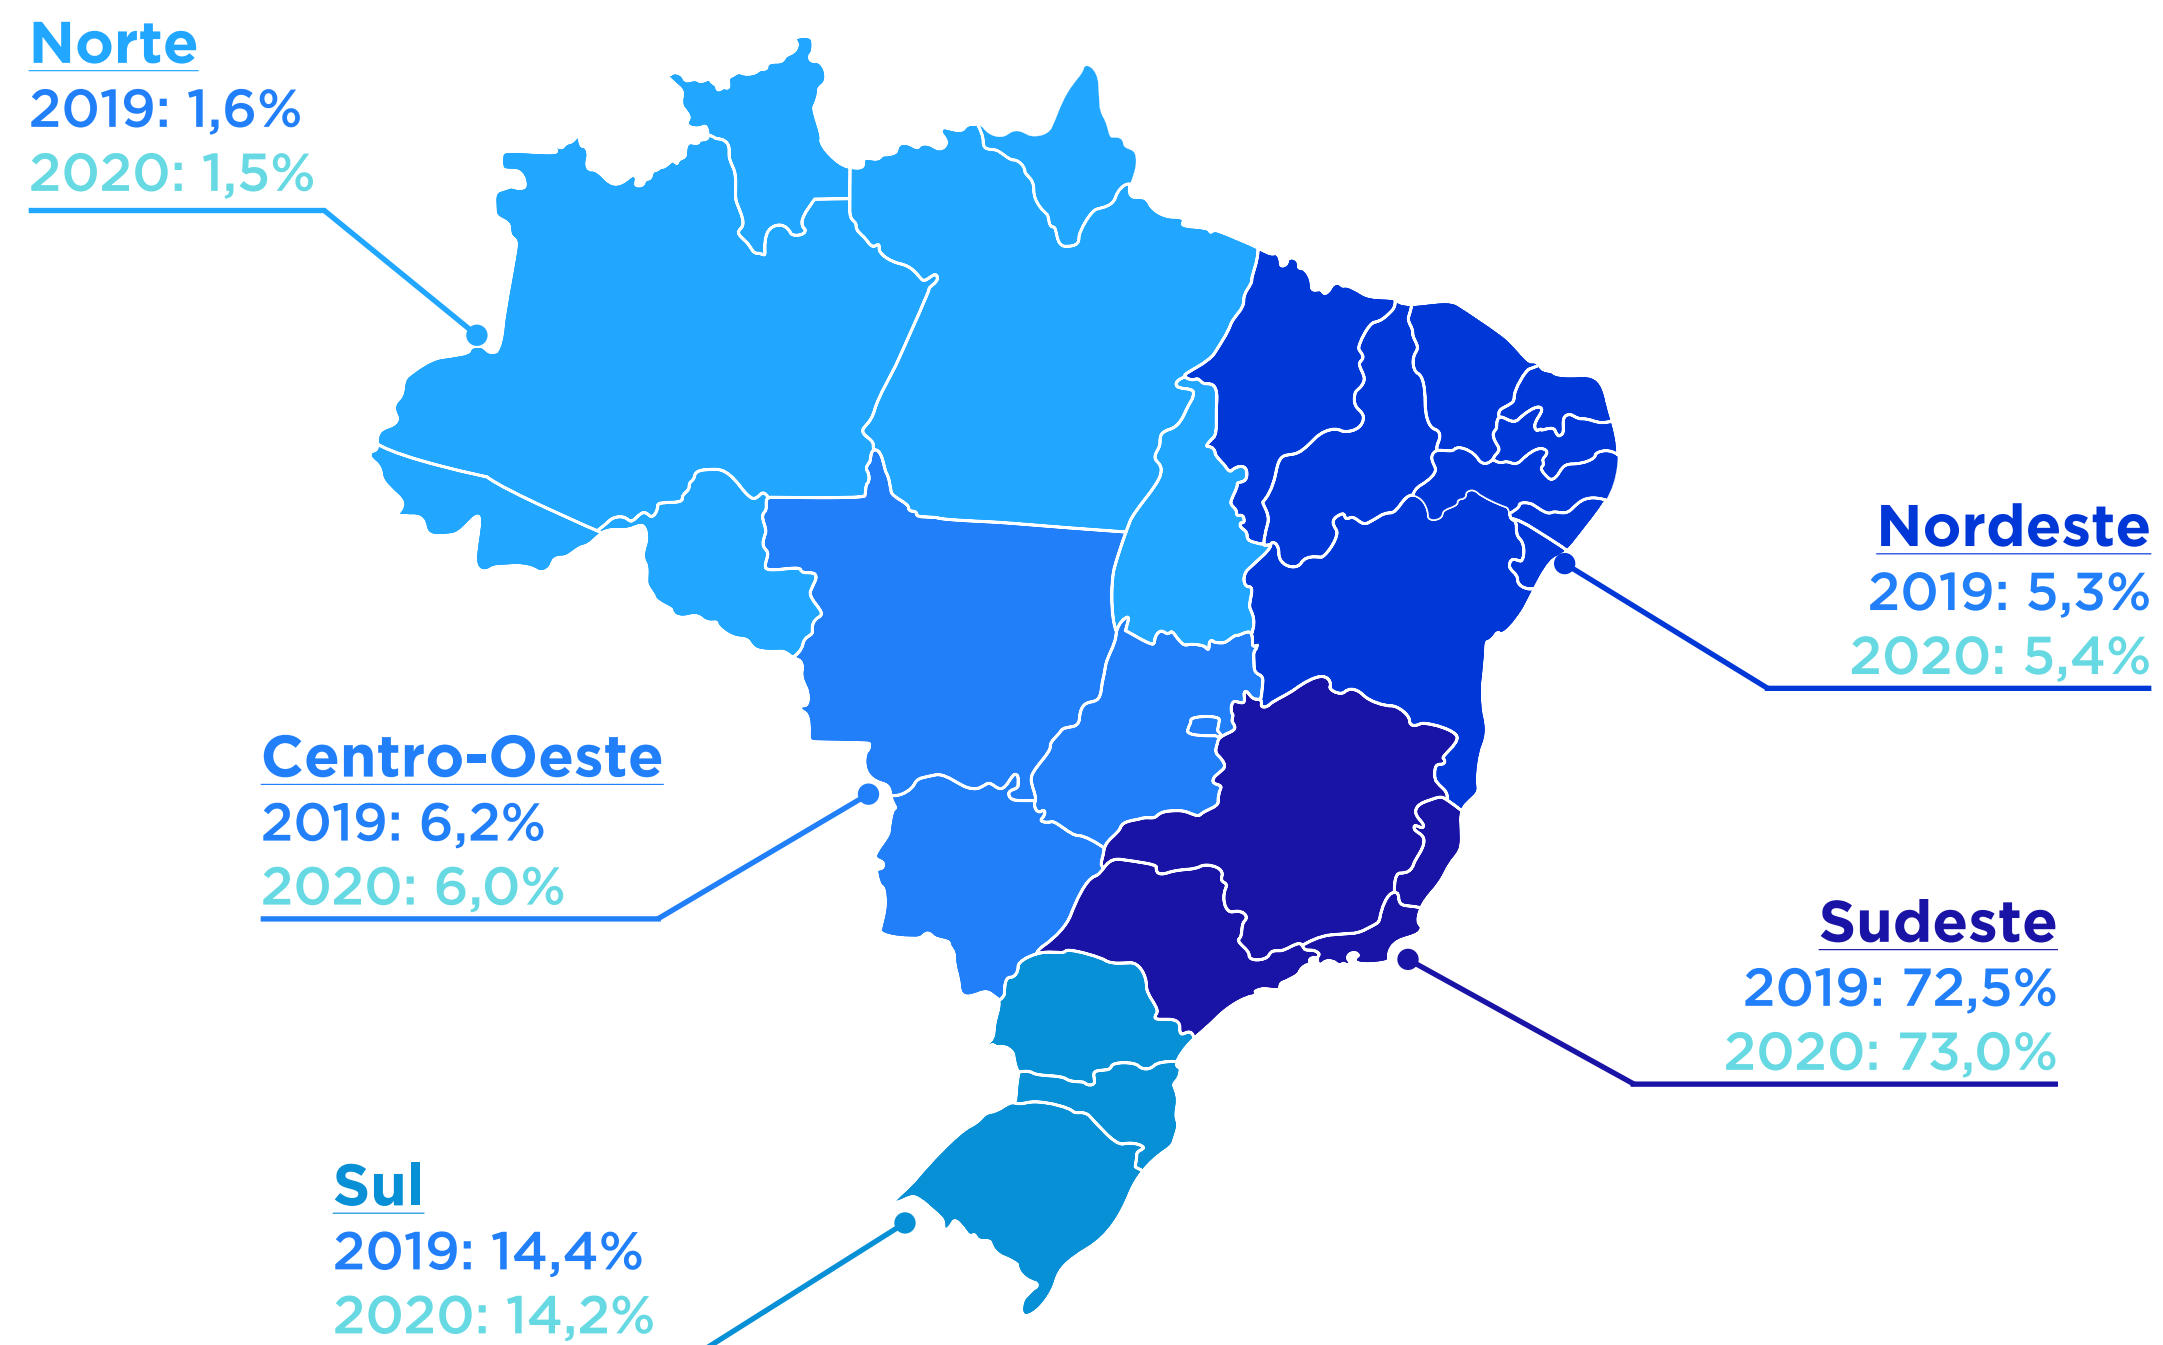 Norte
2019: 1,6%
2020: 1,5%
Nordeste
2019: 5,3%
2020: 5,4%
Centro-Oeste
2019: 6,2%
2020: 6,0%
Sudeste
2019: 72,5%
2020: 73,0%
Sul
2019: 14,4%
2020: 14,2%